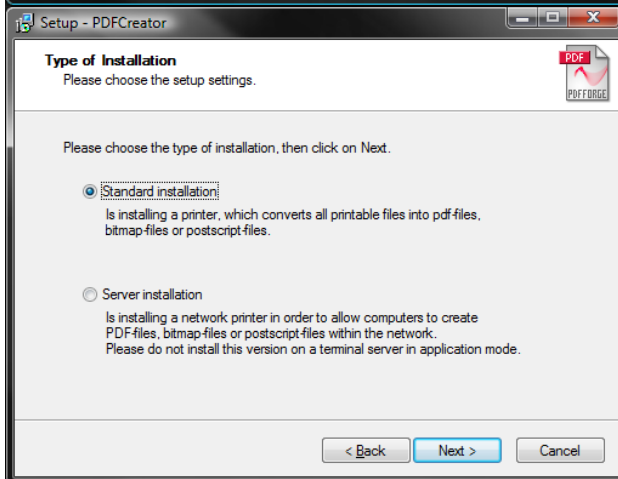 Setup - PDFCreator
Type of Installation
Please choose the setup settings.
PDF
PDFFORGE
Please choose the type of installation, then click on Next.
Standard installation
Is installing a printer, which converts all printable files into pdf-files,
bitmap-files or postscript-files.
Server installation
Is installing a network printer in order to allow computers to create
PDF-files, bitmap-files or postscript-files within the network.
Please do not install this version on a terminal server in application mode.
< Back
Next >
Cancel